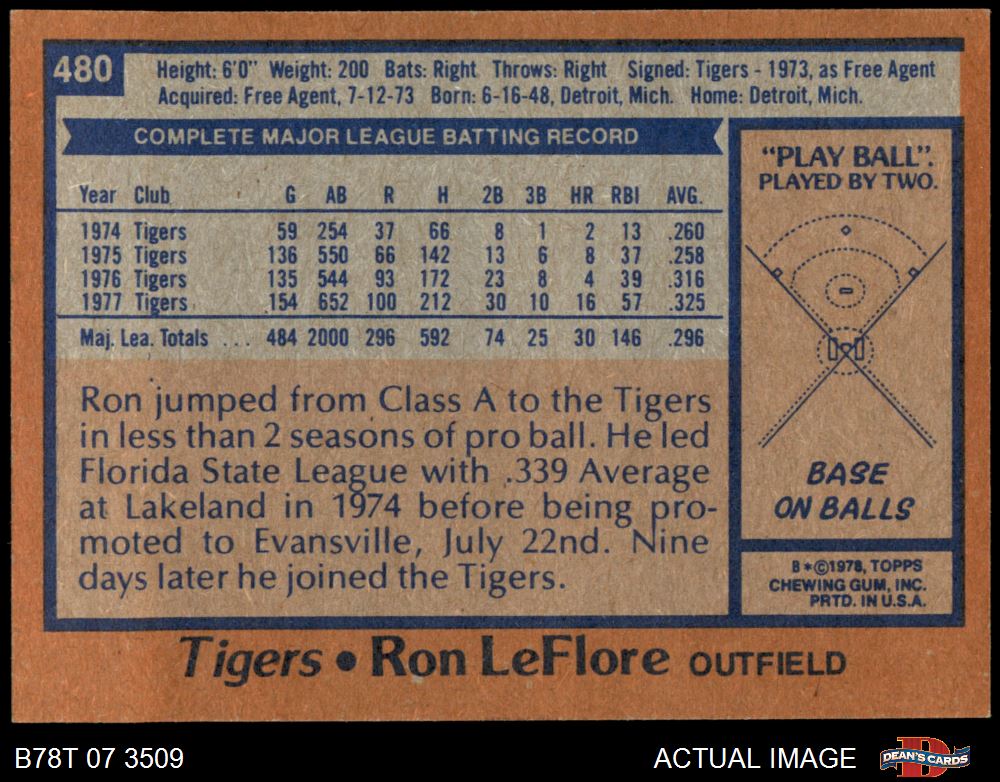 480
Height: 6'0" Weight: 200 Bats: Right Throws: Right Signed: Tigers - 1973, as Free Agent
Acquired: Free Agent, 7-12-73 Born: 6-16-48, Detroit, Mich. Home: Detroit, Mich.
COMPLETE MAJOR LEAGUE BATTING RECORD
Year Club G AB R H 2B 3B HR RBI AVG.
1974 Tigers 59 254 37 66 8 1 2 13 .260
1975 Tigers 136 550 66 142 13 6 8 37 .258
1976 Tigers 135 544 93 172 23 8 4 39 .316
1977 Tigers 154 652 100 212 30 10 16 57 .325
Maj. Lea. Totals ... 484 2000 296 592 74 25 30 146 .296
Ron jumped from Class A to the Tigers
in less than 2 seasons of pro ball. He led
Florida State League with .339 Average
at Lakeland in 1974 before being pro-
moted to Evansville, July 22nd. Nine
days later he joined the Tigers.
"PLAY BALL".
PLAYED BY TWO.
BASE
ON BALLS
B*©1978, TOPPS
CHEWING GUM, INC.
PRTD. IN U.S.A.
Tigers • Ron LeFlore OUTFIELD
B78T 07 3509
ACTUAL IMAGE
DEAN'S CARDS